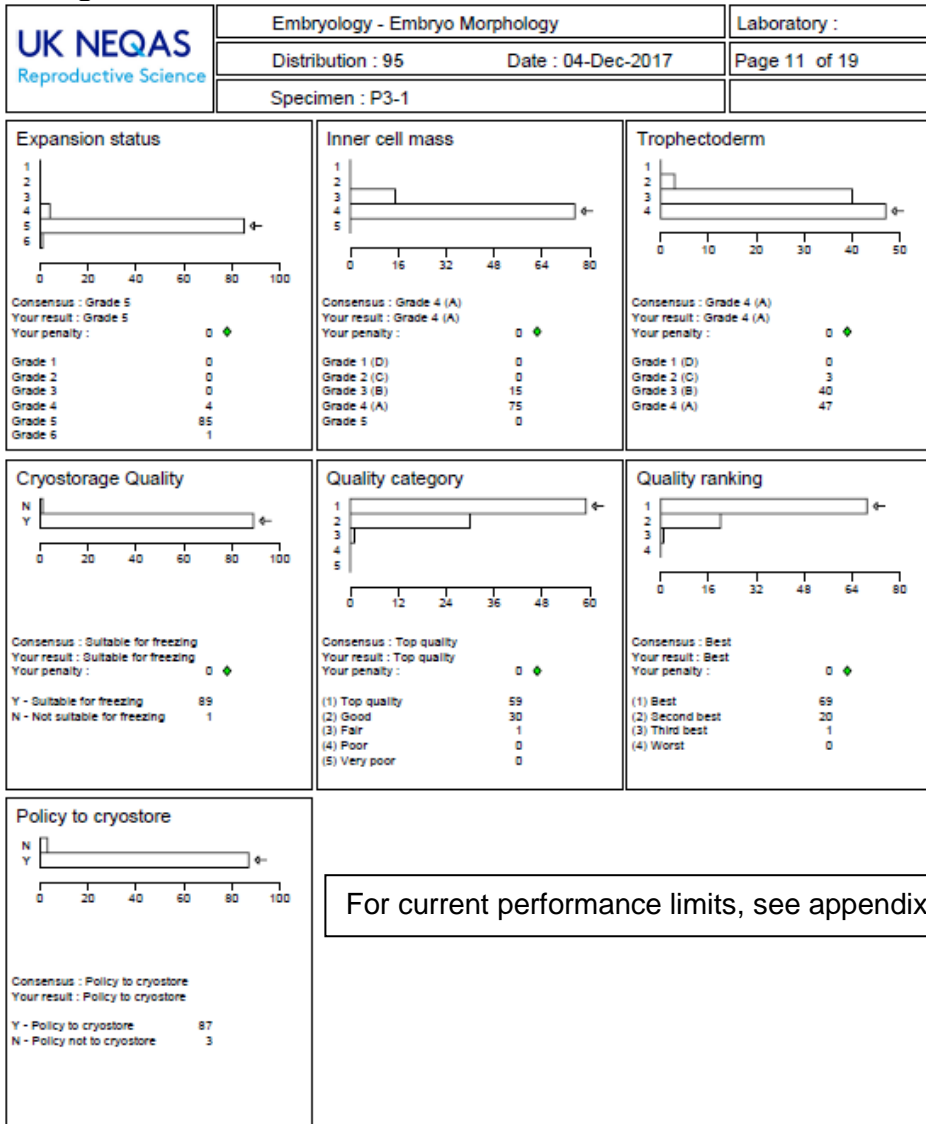 UK NEQAS
Reproductive Science
Embryology - Embryo Morphology
Laboratory :
Distribution : 95 Date : 04-Dec-2017
Page 11 of 19
Specimen : P3-1
Expansion status
1
2
3
4
5
6
0 20 40 60 80 100
Consensus : Grade 5
Your result : Grade 5
Your penalty : 0
Grade 1 0
Grade 2 0
Grade 3 0
Grade 4 4
Grade 5 85
Grade 6 1
Inner cell mass
1
2
3
4
5
0 16 32 48 64 80
Consensus : Grade 4 (A)
Your result : Grade 4 (A)
Your penalty : 0
Grade 1 (D) 0
Grade 2 (C) 0
Grade 3 (B) 15
Grade 4 (A) 75
Grade 5 0
Trophectoderm
1
2
3
4
0 10 20 30 40 50
Consensus : Grade 4 (A)
Your result : Grade 4 (A)
Your penalty : 0
Grade 1 (D) 0
Grade 2 (C) 3
Grade 3 (B) 40
Grade 4 (A) 47
Cryostorage Quality
N
Y
0 20 40 60 80 100
Consensus : Suitable for freezing
Your result : Suitable for freezing
Your penalty : 0
Y - Suitable for freezing 89
N - Not suitable for freezing 1
Quality category
1
2
3
4
5
0 12 24 36 48 60
Consensus : Top quality
Your result : Top quality
Your penalty : 0
(1) Top quality 59
(2) Good 30
(3) Fair 1
(4) Poor 0
(5) Very poor 0
Quality ranking
1
2
3
4
0 16 32 48 64 80
Consensus : Best
Your result : Best
Your penalty : 0
(1) Best 69
(2) Second best 20
(3) Third best 1
(4) Worst 0
Policy to cryostore
N
Y
0 20 40 60 80 100
Consensus : Policy to cryostore
Your result : Policy to cryostore
Y - Policy to cryostore 87
N - Policy not to cryostore 3
For current performance limits, see appendix